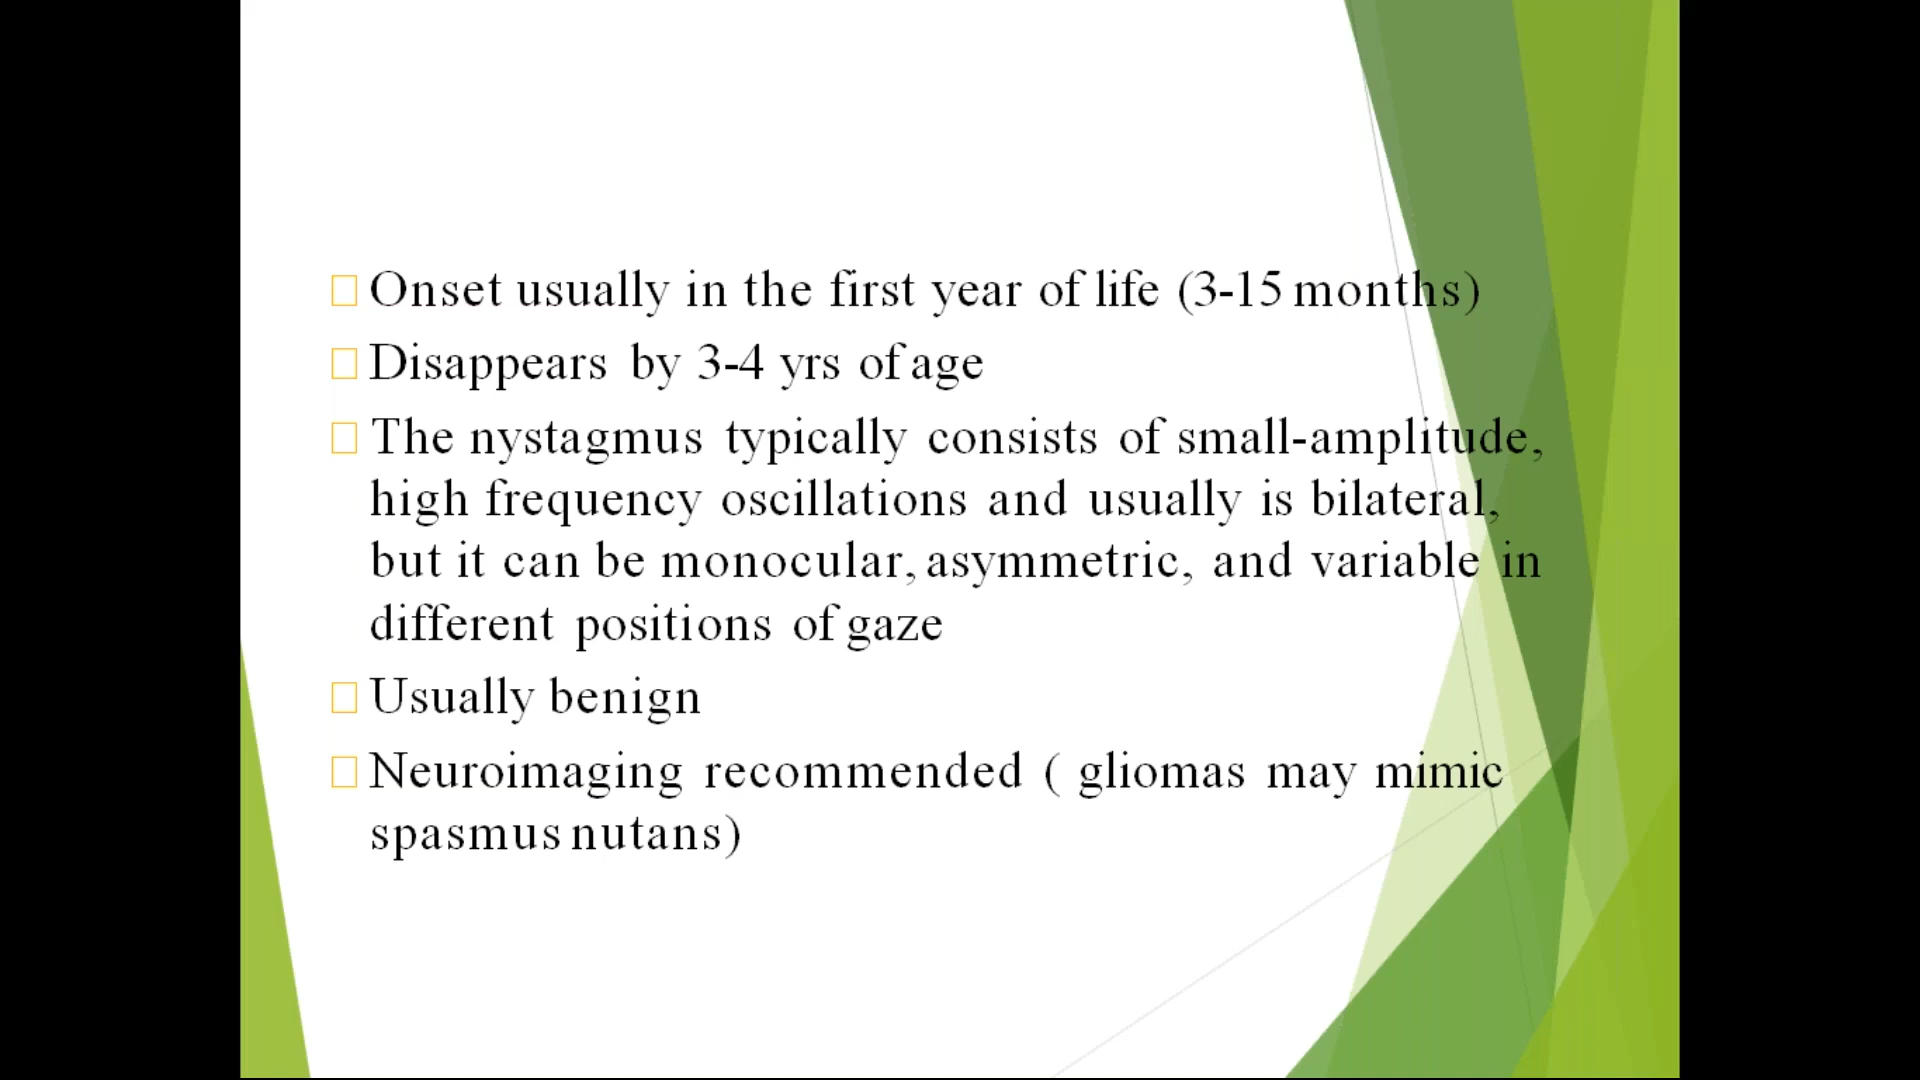 Onset usually in the first year of life (3-15 months)
Disappears by 3-4 yrs of age
The nystagmus typically consists of small-amplitude,
high frequency oscillations and usually is bilateral,
but it can be monocular, asymmetric, and variable in
different positions of gaze
Usually benign
Neuroimaging recommended ( gliomas may mimic
spasmus nutans)